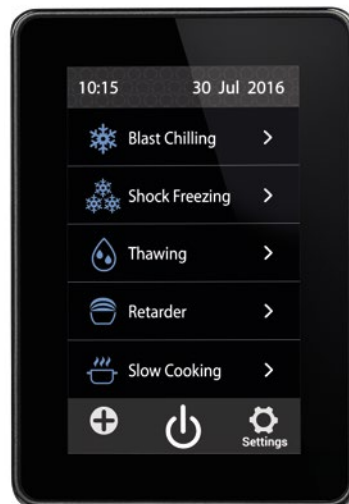 10:15 30 Jul 2016
Blast Chilling
Shock Freezing
Thawing
Retarder
Slow Cooking
Settings